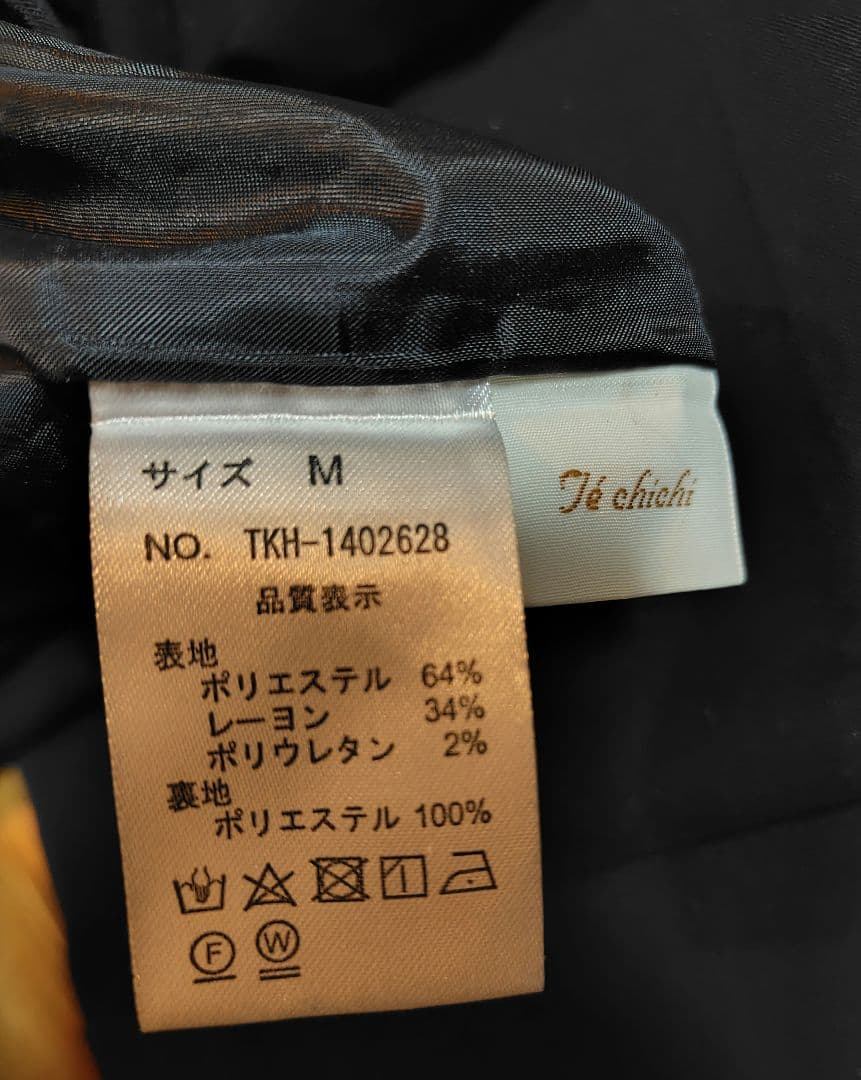 サイズ M
NO. TKH-1402628
品質表示
表地
ポリエステル 64%
レーヨン 34%
ポリウレタン 2%
裏地
ポリエステル 100%
F W
Té chichi